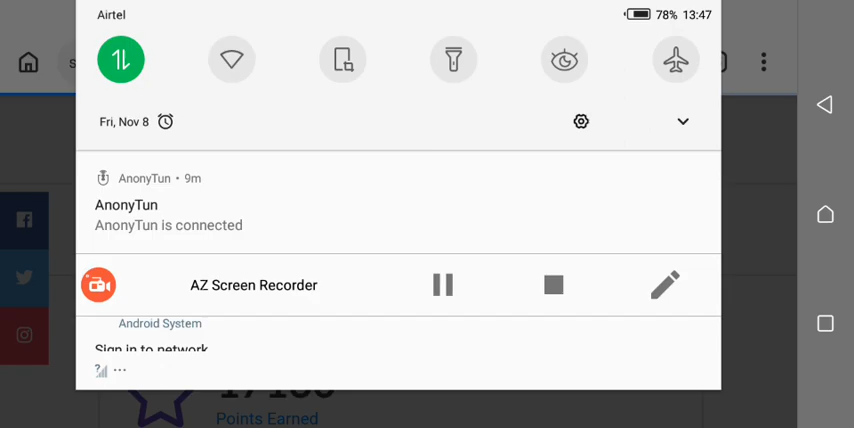 Airtel
78% 13:47
Fri, Nov 8
AnonyTun • 9m
AnonyTun
AnonyTun is connected
AZ Screen Recorder
Android System
Sign in to network
? ...
Points Earned